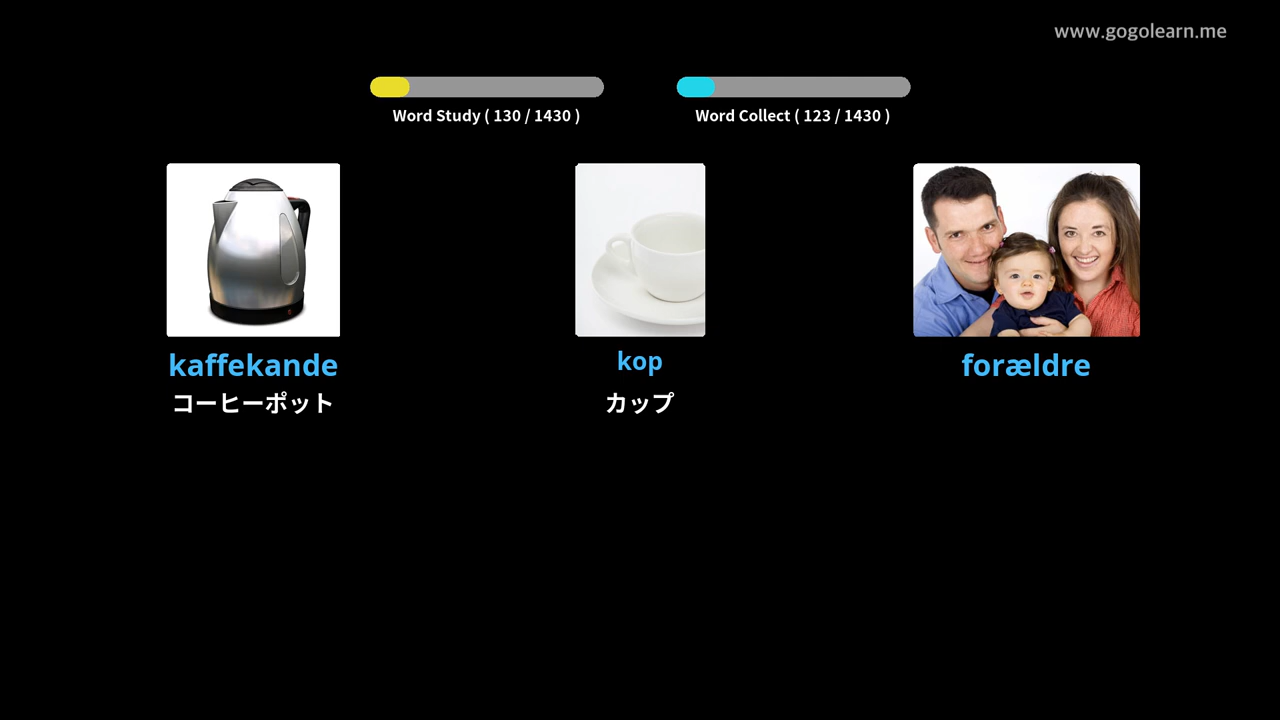 www.gogolearn.me
Word Study ( 130 / 1430 )
Word Collect ( 123 / 1430 )
kaffekande
コーヒーポット
kop
カップ
forældre